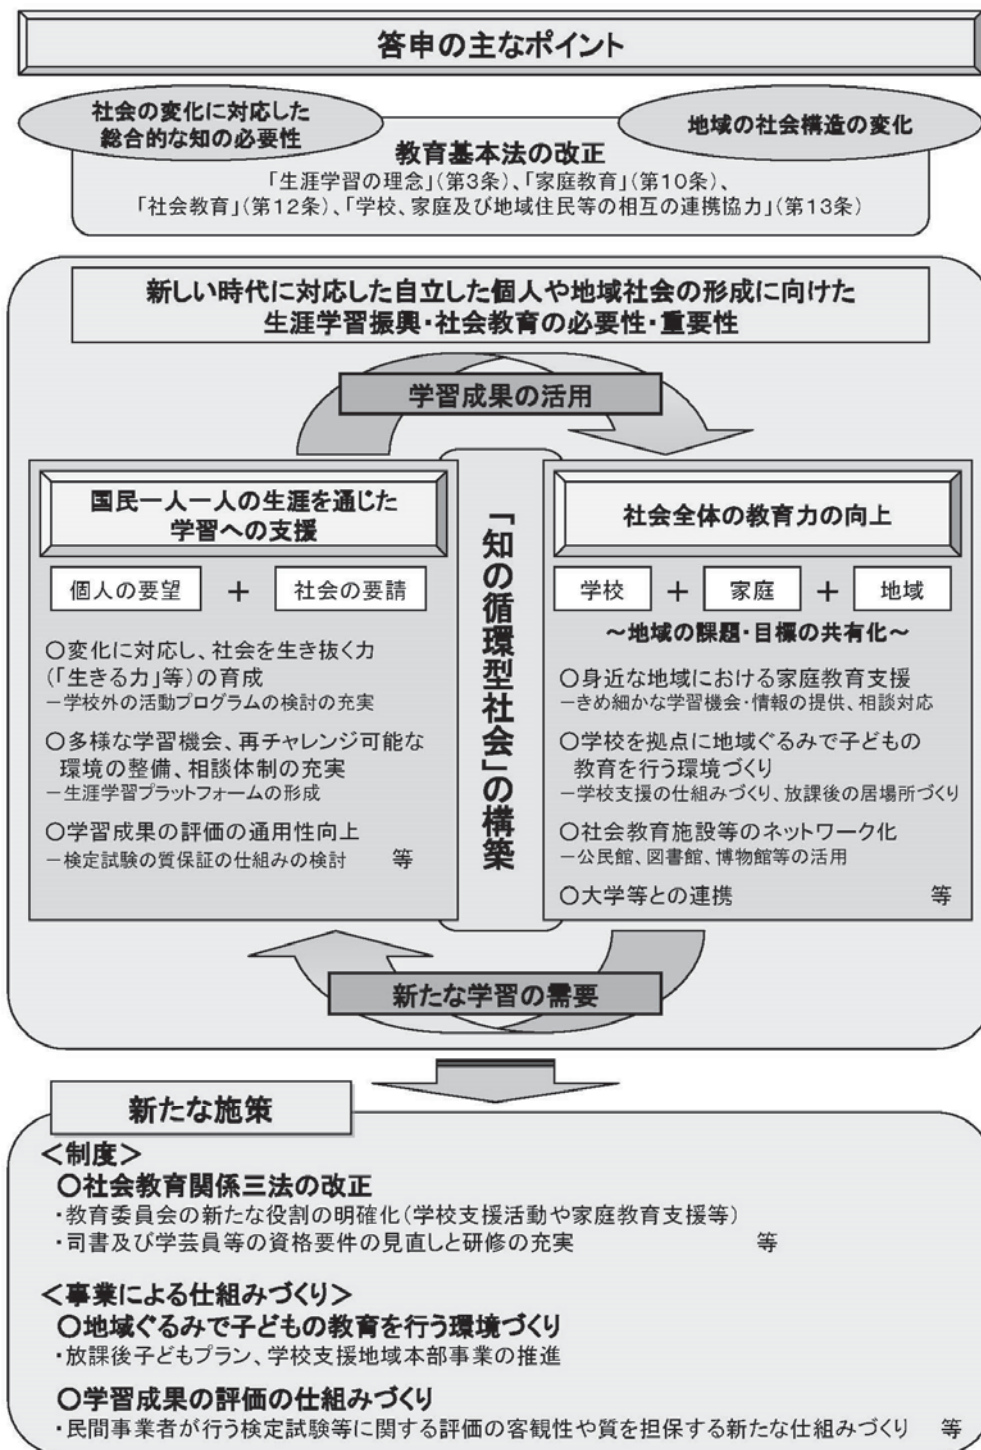 答申の主なポイント
社会の変化に対応した
総合的な知の必要性
地域の社会構造の変化
教育基本法の改正
「生涯学習の理念」(第3条)、「家庭教育」(第10条)、
「社会教育」(第12条)、「学校、家庭及び地域住民等の相互の連携協力」(第13条)
新しい時代に対応した自立した個人や地域社会の形成に向けた
生涯学習振興・社会教育の必要性・重要性
学習成果の活用
国民一人一人の生涯を通じた
学習への支援
個人の要望 + 社会の要請
○変化に対応し、社会を生き抜く力
(「生きる力」等)の育成
－学校外の活動プログラムの検討の充実
○多様な学習機会、再チャレンジ可能な
環境の整備、相談体制の充実
－生涯学習プラットフォームの形成
○学習成果の評価の通用性向上
－検定試験の質保証の仕組みの検討 等
「知の循環型社会」の構築
社会全体の教育力の向上
学校 + 家庭 + 地域
～地域の課題・目標の共有化～
○身近な地域における家庭教育支援
－きめ細かな学習機会・情報の提供、相談対応
○学校を拠点に地域ぐるみで子どもの
教育を行う環境づくり
－学校支援の仕組みづくり、放課後の居場所づくり
○社会教育施設等のネットワーク化
－公民館、図書館、博物館等の活用
○大学等との連携 等
新たな学習の需要
新たな施策
＜制度＞
○社会教育関係三法の改正
・教育委員会の新たな役割の明確化(学校支援活動や家庭教育支援等)
・司書及び学芸員等の資格要件の見直しと研修の充実 等
＜事業による仕組みづくり＞
○地域ぐるみで子どもの教育を行う環境づくり
・放課後子どもプラン、学校支援地域本部事業の推進
○学習成果の評価の仕組みづくり
・民間事業者が行う検定試験等に関する評価の客観性や質を担保する新たな仕組みづくり 等